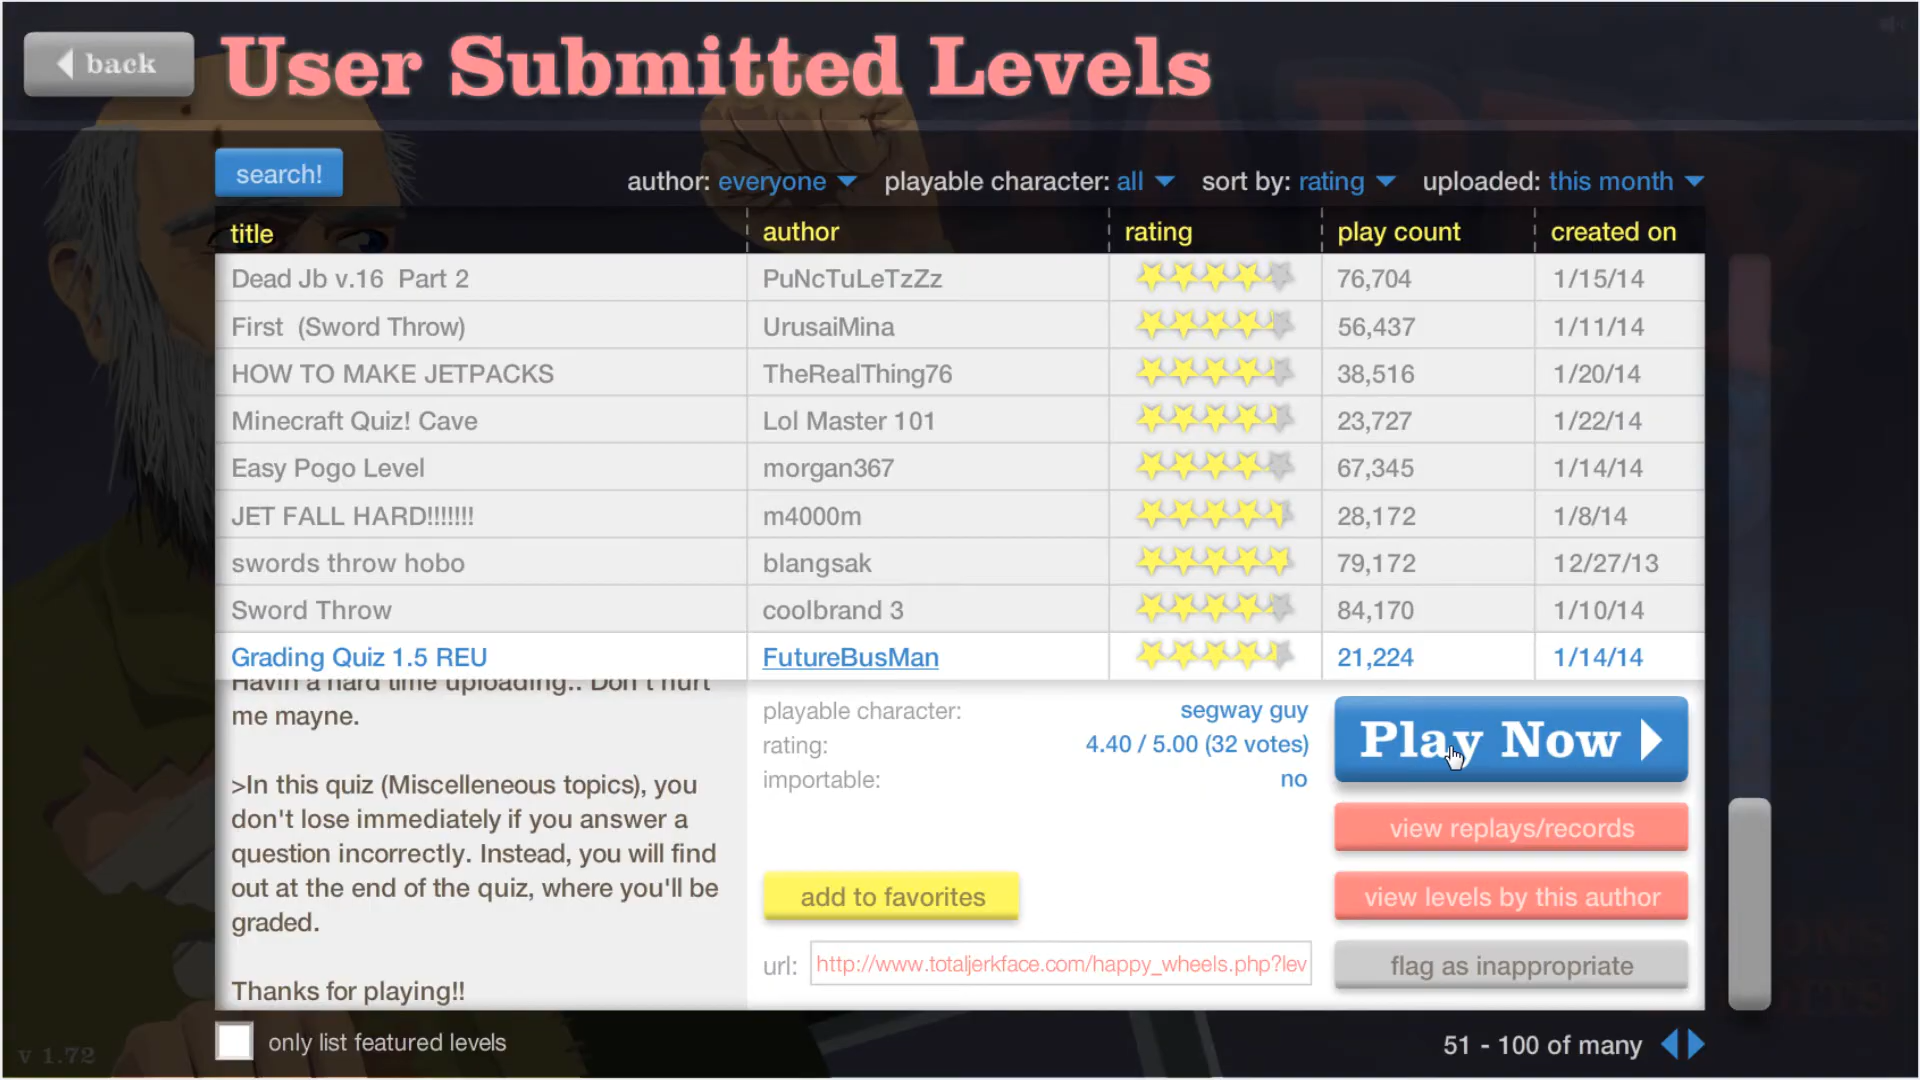 back
User Submitted Levels
search!
author: everyone playable character: all sort by: rating uploaded: this month
title author rating play count created on
Dead Jb v.16 Part 2 PuNcTuLeTzZz 76,704 1/15/14
First (Sword Throw) UrusaiMina 56,437 1/11/14
HOW TO MAKE JETPACKS TheRealThing76 38,516 1/20/14
Minecraft Quiz! Cave Lol Master 101 23,727 1/22/14
Easy Pogo Level morgan367 67,345 1/14/14
JET FALL HARD!!!!!!! m4000m 28,172 1/8/14
swords throw hobo blangsak 79,172 12/27/13
Sword Throw coolbrand 3 84,170 1/10/14
Grading Quiz 1.5 REU FutureBusMan 21,224 1/14/14
Havin a hard time uploading.. Don't hurt
me mayne.
>In this quiz (Miscelleneous topics), you
don't lose immediately if you answer a
question incorrectly. Instead, you will find
out at the end of the quiz, where you'll be
graded.
Thanks for playing!!
playable character: segway guy
rating: 4.40 / 5.00 (32 votes)
importable: no
add to favorites
url: http://www.totaljerkface.com/happy_wheels.php?lev
Play Now
view replays/records
view levels by this author
flag as inappropriate
only list featured levels
51 - 100 of many
v 1.72